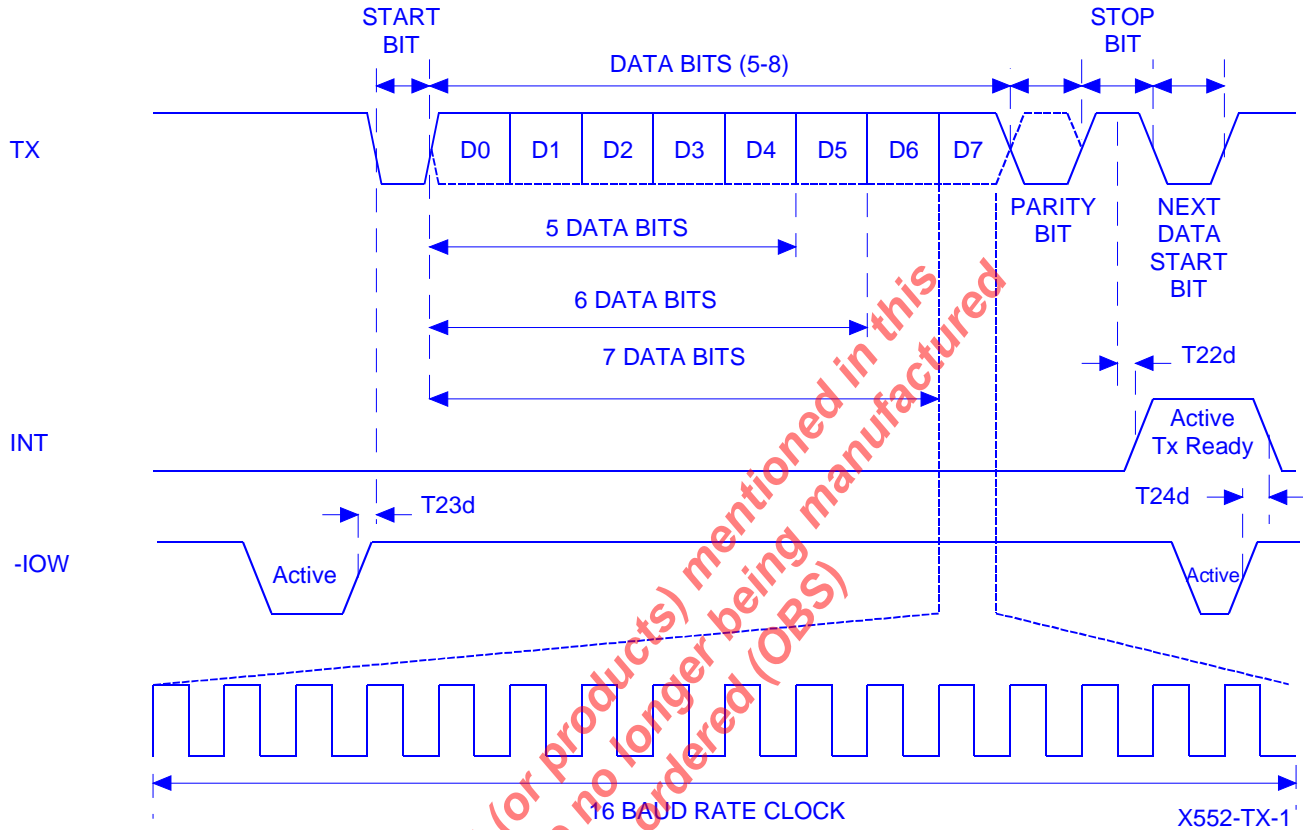 START
BIT
STOP
BIT
DATA BITS (5-8)
TX
D0 D1 D2 D3 D4 D5 D6 D7
PARITY
BIT
NEXT
DATA
START
BIT
5 DATA BITS
6 DATA BITS
7 DATA BITS
T22d
INT
Active
Tx Ready
T23d
T24d
-IOW
Active
Active
16 BAUD RATE CLOCK
X552-TX-1
(or products) mentioned in this
no longer being manufactured
ordered (OBS)